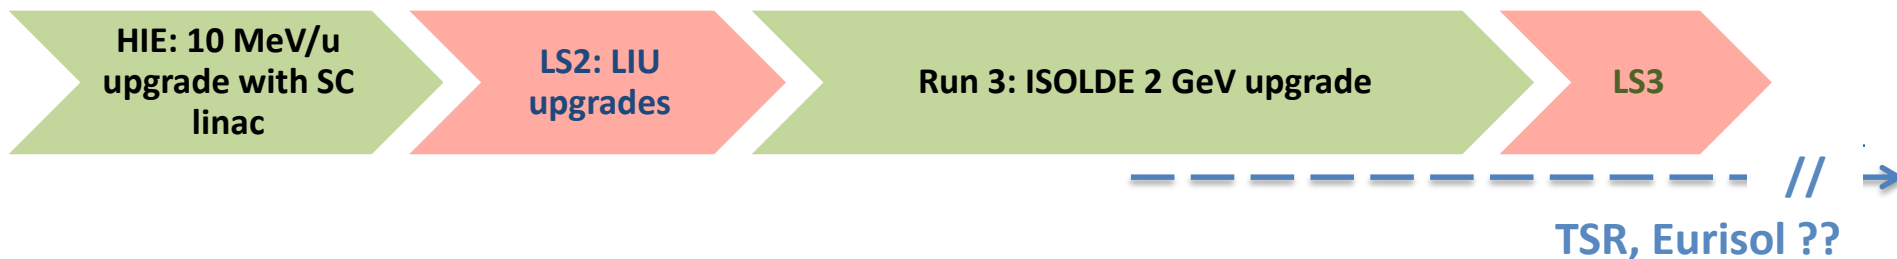 HIE: 10 MeV/u
upgrade with SC
linac
LS2: LIU
upgrades
Run 3: ISOLDE 2 GeV upgrade
LS3
//
TSR, Eurisol ??